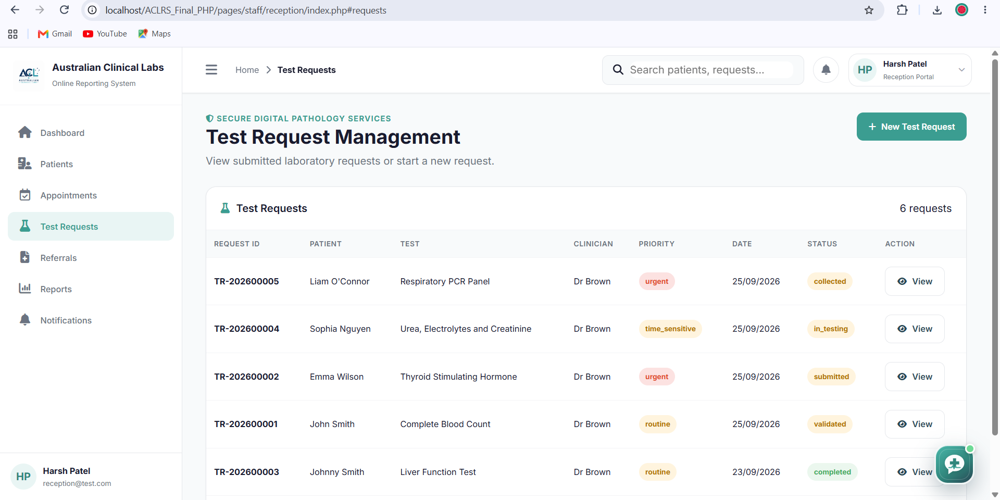 localhost/ACLRS_Final_PHP/pages/staff/reception/index.php#requests
Gmail YouTube Maps
ACL
AUSTRALIAN
CLINICAL LABS
Australian Clinical Labs
Online Reporting System
Home Test Requests
Search patients, requests...
HP
Harsh Patel
Reception Portal
Dashboard
Patients
Appointments
Test Requests
Referrals
Reports
Notifications
HP
Harsh Patel
reception@test.com
SECURE DIGITAL PATHOLOGY SERVICES
Test Request Management
View submitted laboratory requests or start a new request.
+ New Test Request
Test Requests
6 requests
REQUEST ID PATIENT TEST CLINICIAN PRIORITY DATE STATUS ACTION
TR-202600005 Liam O'Connor Respiratory PCR Panel Dr Brown urgent 25/09/2026 collected View
TR-202600004 Sophia Nguyen Urea, Electrolytes and Creatinine Dr Brown time_sensitive 25/09/2026 in_testing View
TR-202600002 Emma Wilson Thyroid Stimulating Hormone Dr Brown urgent 25/09/2026 submitted View
TR-202600001 John Smith Complete Blood Count Dr Brown routine 25/09/2026 validated View
TR-202600003 Johnny Smith Liver Function Test Dr Brown routine 23/09/2026 completed View